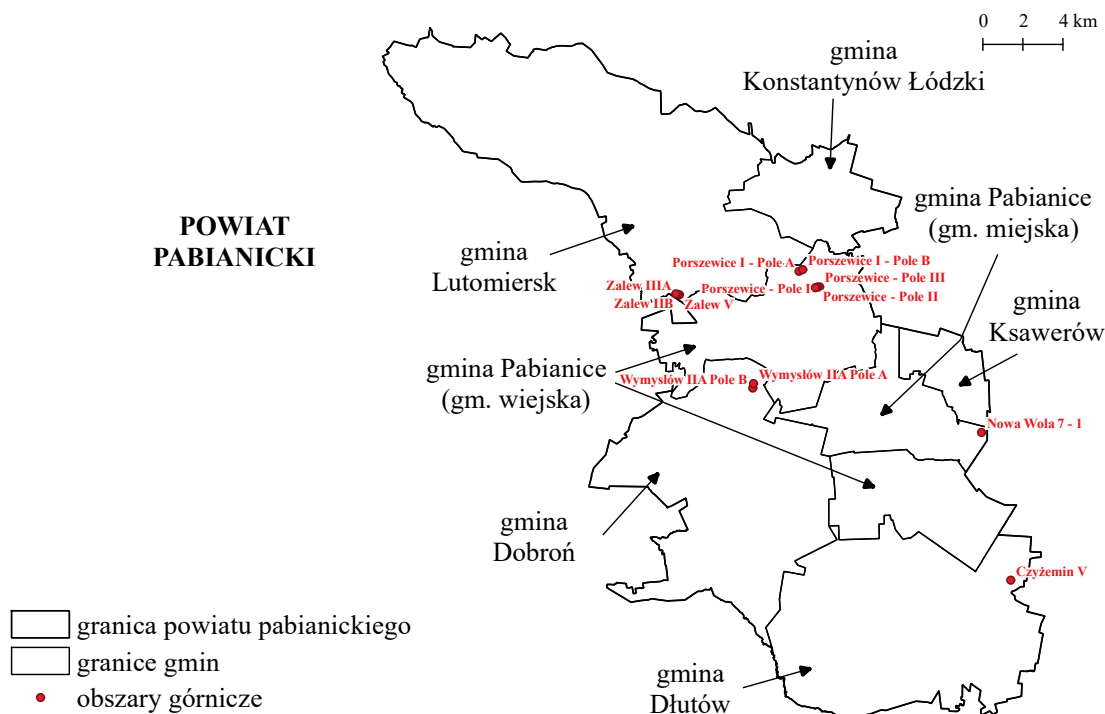 0 2 4 km
gmina
Konstantynów Łódzki
POWIAT
PABIANICKI
gmina Pabianice
(gm. miejska)
gmina
Lutomiersk
Porszewice I - Pole A
Porszewice I - Pole B
Porszewice - Pole III
Porszewice - Pole I
Porszewice - Pole II
Zalew IIIA
Zalew IIB
Zalew V
gmina
Ksawerów
gmina Pabianice
(gm. wiejska)
Wymysłów IIA Pole B
Wymysłów IIA Pole A
Nowa Wola 7 - 1
gmina
Dobroń
Czyżemin V
granica powiatu pabianickiego
granice gmin
obszary górnicze
gmina
Dłutów